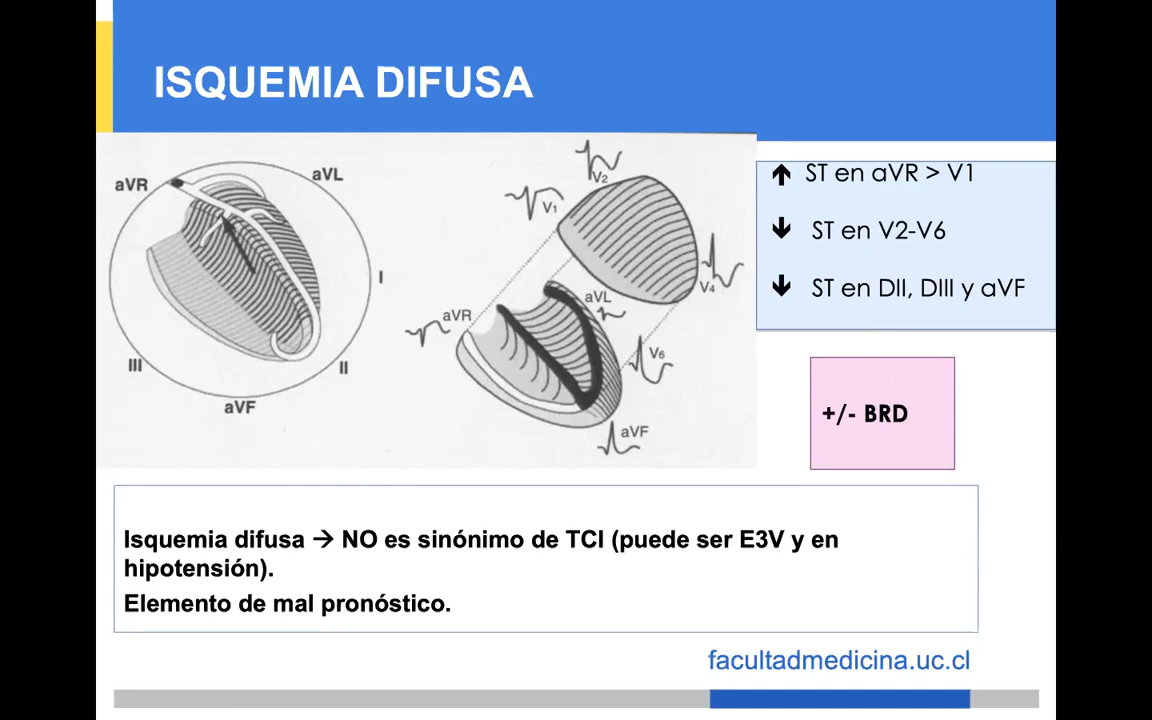 ISQUEMIA DIFUSA
aVR
aVL
I
II
III
aVF
V2
V1
V4
aVL
aVR
V6
aVF
↑ ST en aVR > V1
↓ ST en V2-V6
↓ ST en DII, DIII y aVF
+/- BRD
Isquemia difusa → NO es sinónimo de TCI (puede ser E3V y en
hipotensión).
Elemento de mal pronóstico.
facultadmedicina.uc.cl